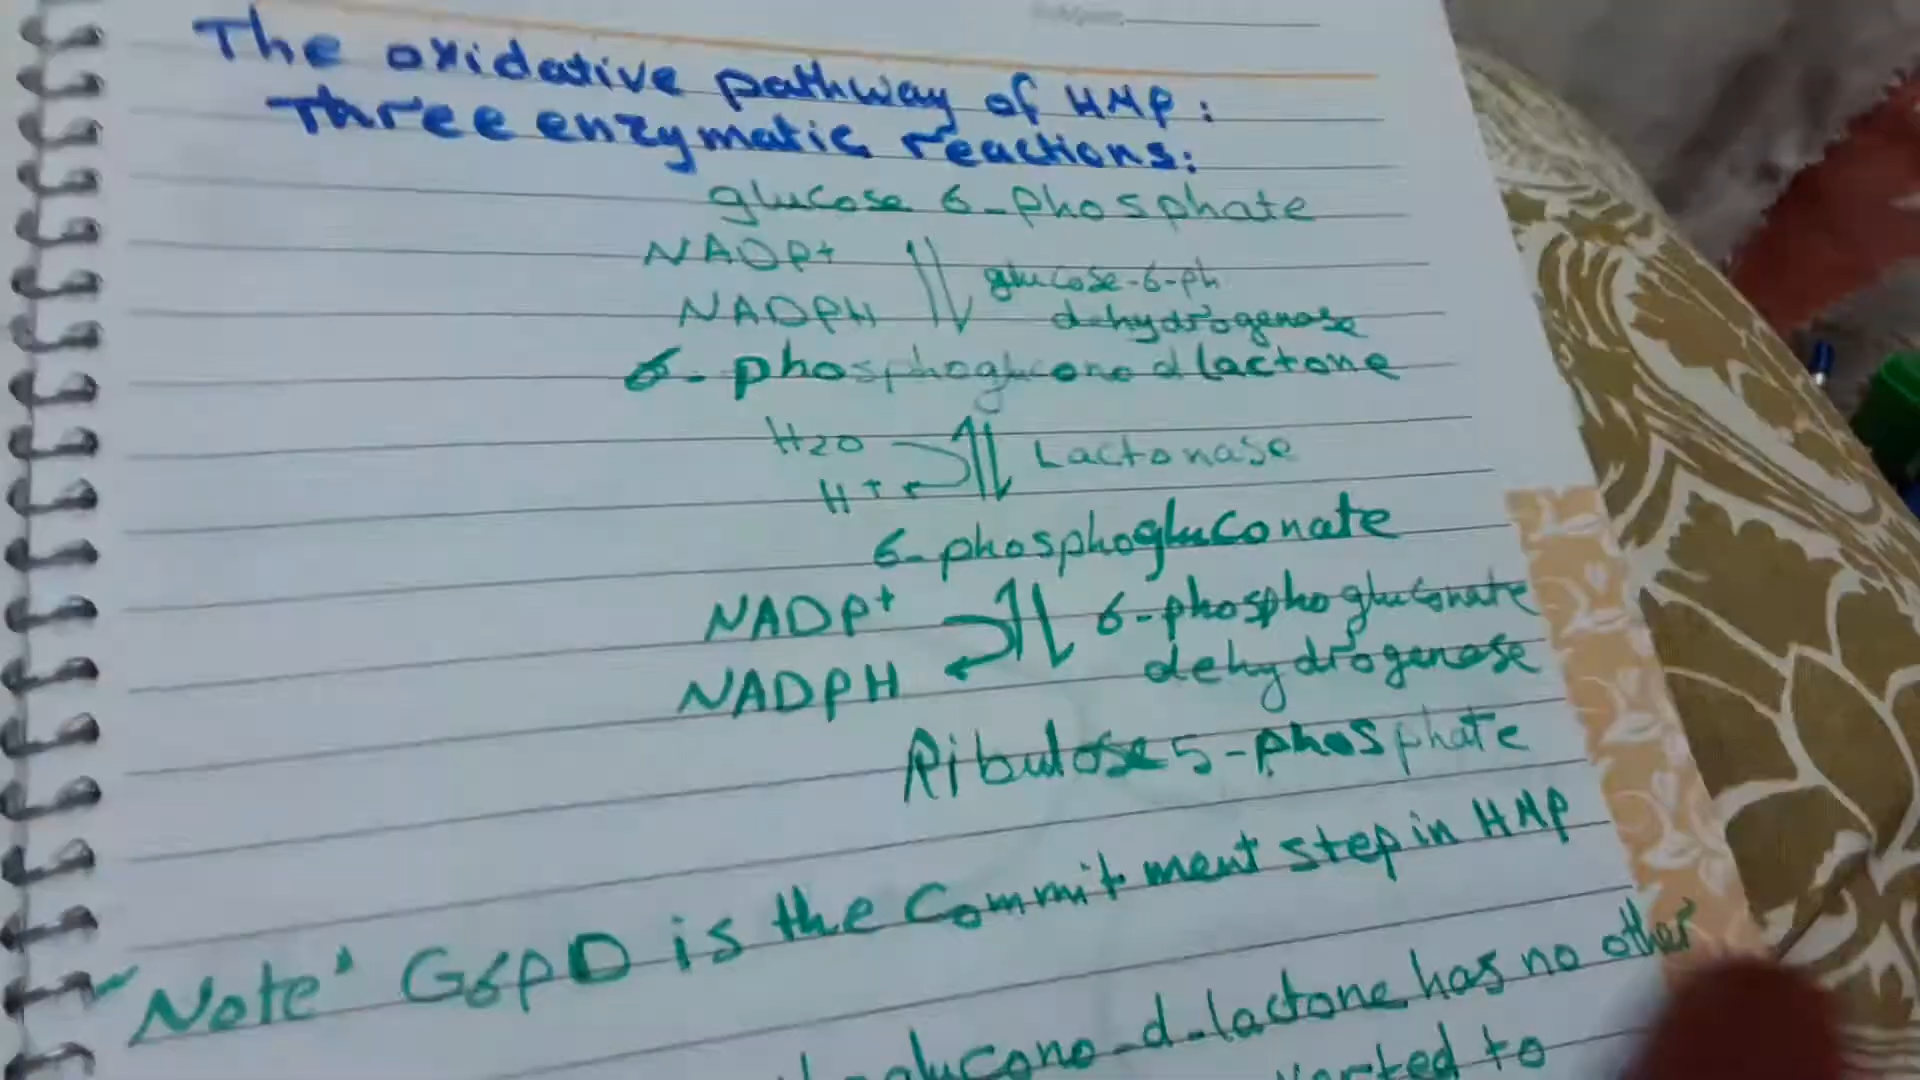 The oxidative pathway of HMP:
Three enzymatic reactions:
glucose 6-phosphate
NADP+
glucose-6-ph
NADPH
dehydrogenase
6-phosphoglucono d lactone
H2O
Lactonase
H+
6-phosphogluconate
NADP+
6-phosphogluconate
NADPH
dehydrogenase
Ribulose 5-phosphate
"Note" G6PD is the Commitment step in HMP
glucono-d-lactone has no other
to